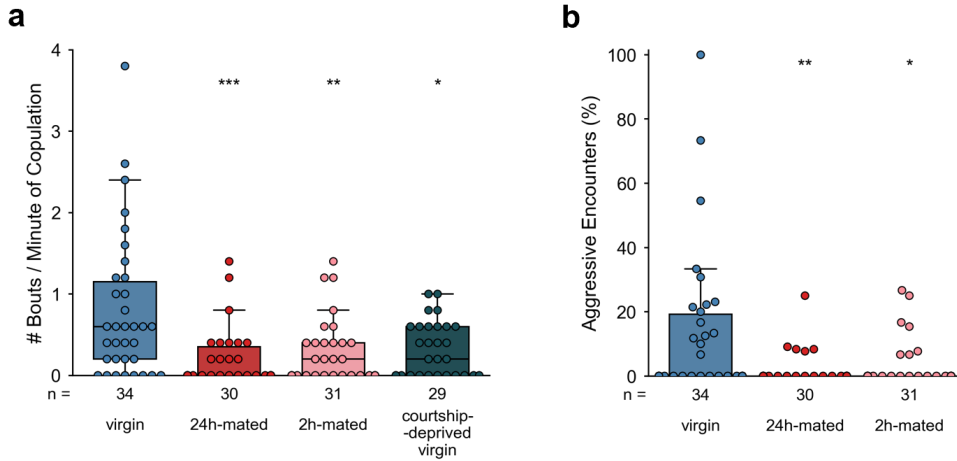 a
# Bouts / Minute of Copulation
4
3
2
1
0
*** ** *
n = 34 30 31 29
virgin 24h-mated 2h-mated courtship-
-deprived
virgin
b
Aggressive Encounters (%)
100
80
60
40
20
0
** *
n = 34 30 31
virgin 24h-mated 2h-mated